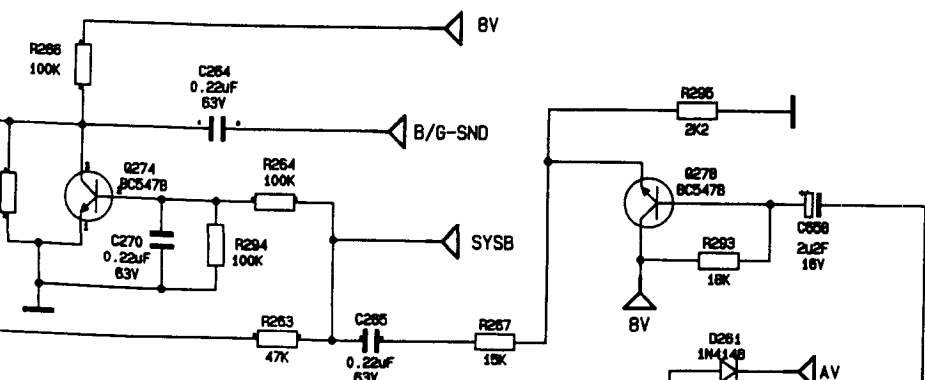 8V
R266
100K
C264
0.22uF
63V
R295
2K2
B/G-SND
Q274
BC547B
R264
100K
Q278
BC547B
C270
0.22uF
63V
R294
100K
SYSB
C658
2u2F
16V
R293
18K
8V
R263
47K
C265
0.22uF
63V
R267
15K
D261
1N4148
AV